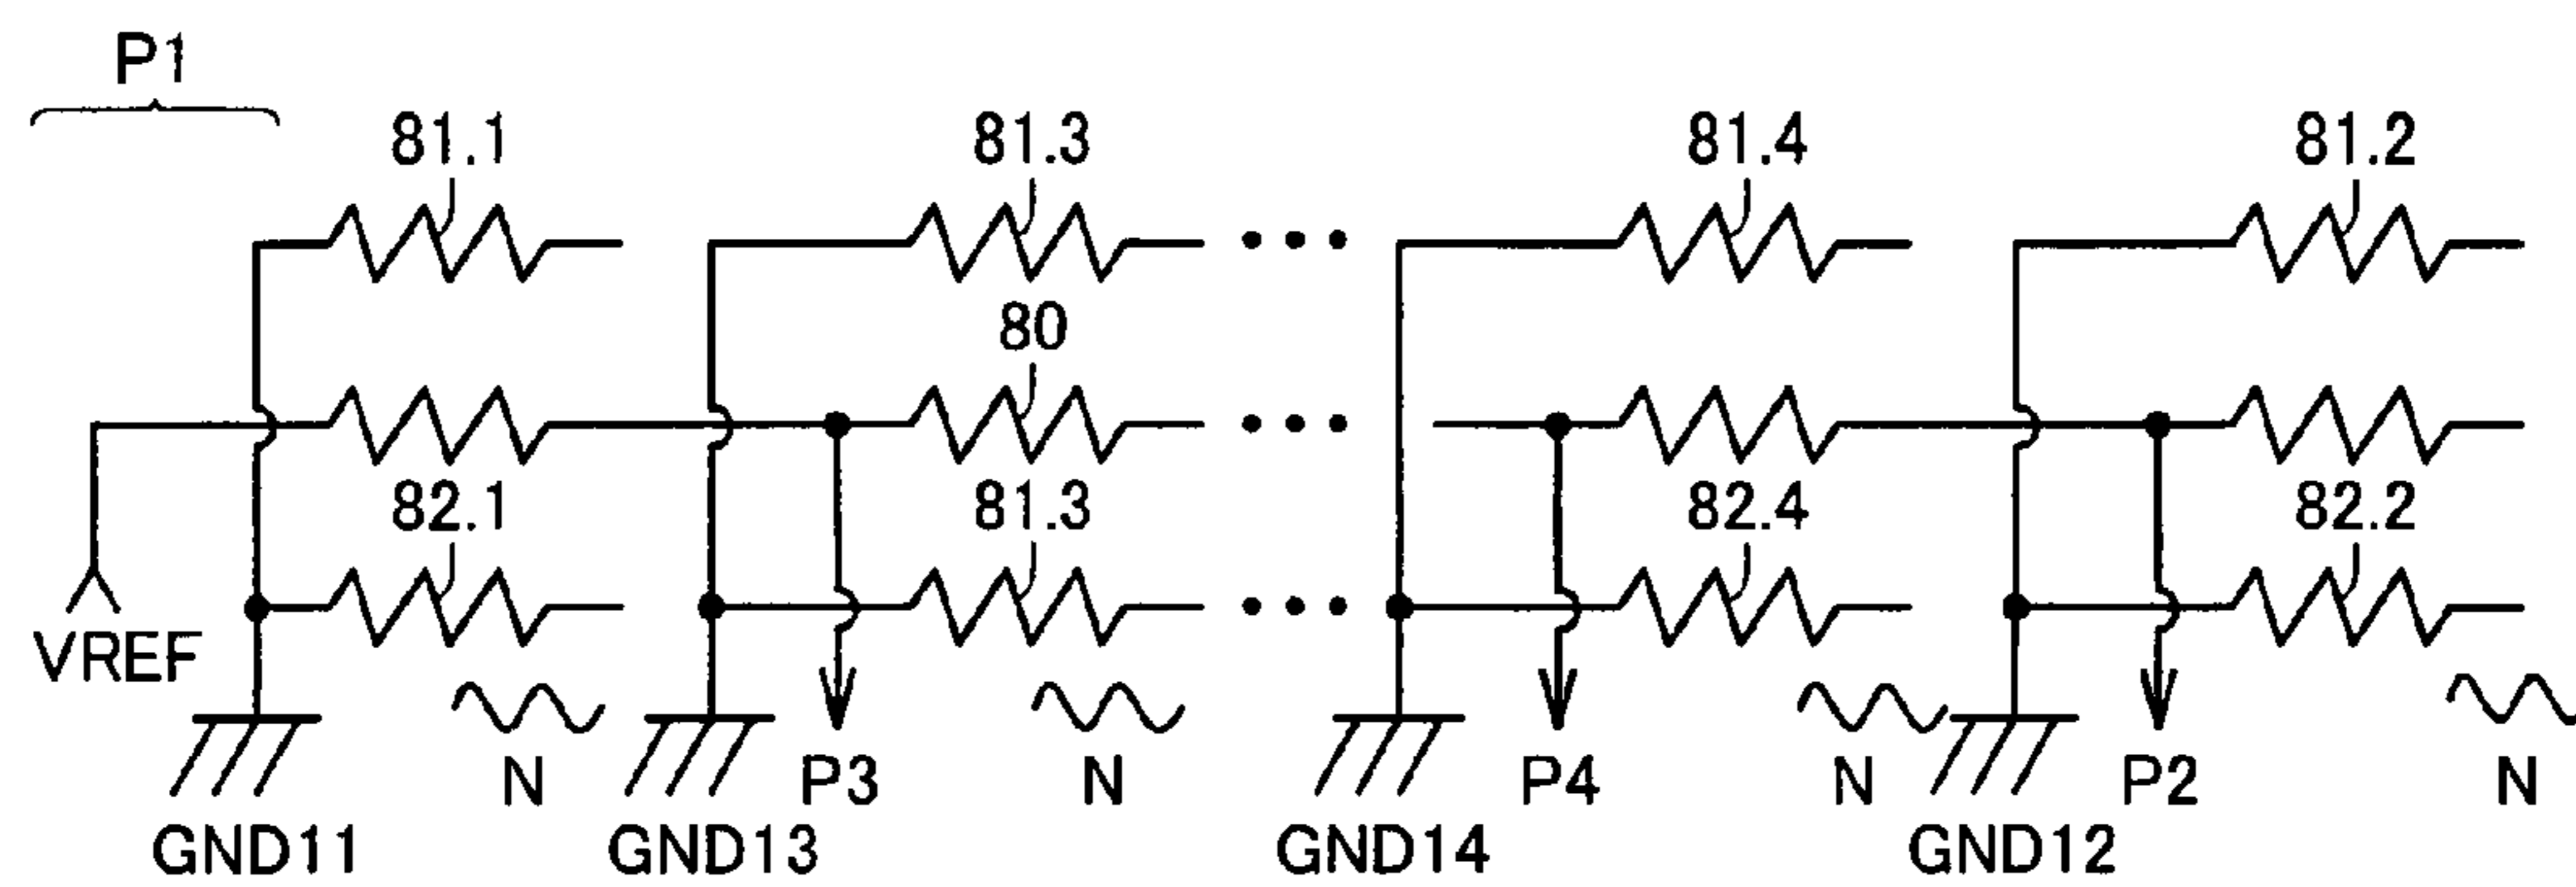 P1
81.1 81.3 81.4 81.2
80
82.1 81.3 82.4 82.2
VREF
N P3 N P4 N P2 N
GND11 GND13 GND14 GND12